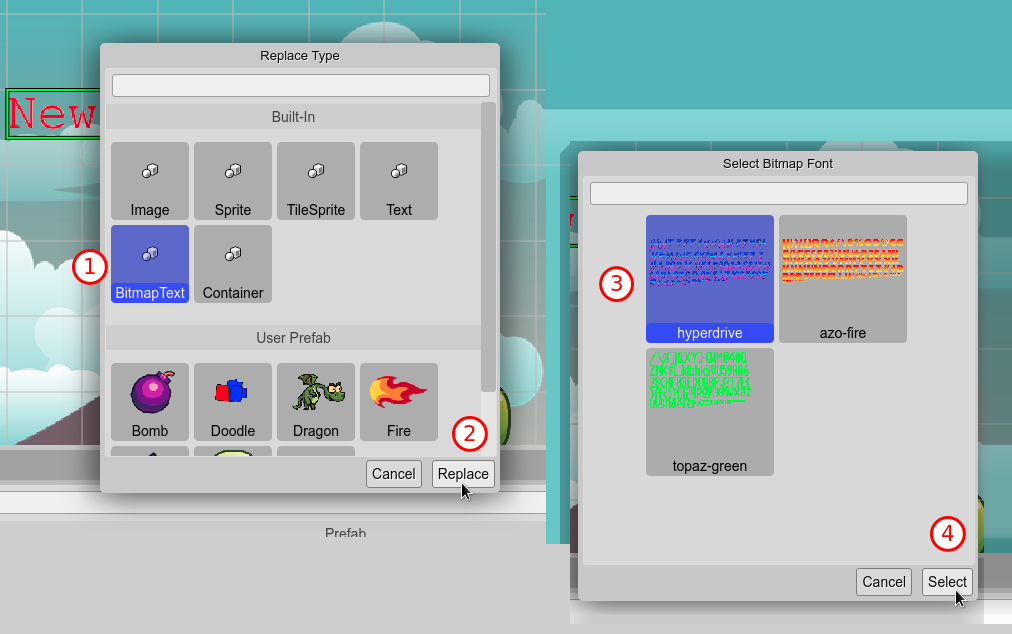 Replace Type
New
Built-In
Image Sprite TileSprite Text
1
BitmapText Container
User Prefab
Bomb Doodle Dragon Fire
2
Cancel Replace
Prefab
Select Bitmap Font
3
hyperdrive azo-fire
topaz-green
4
Cancel Select